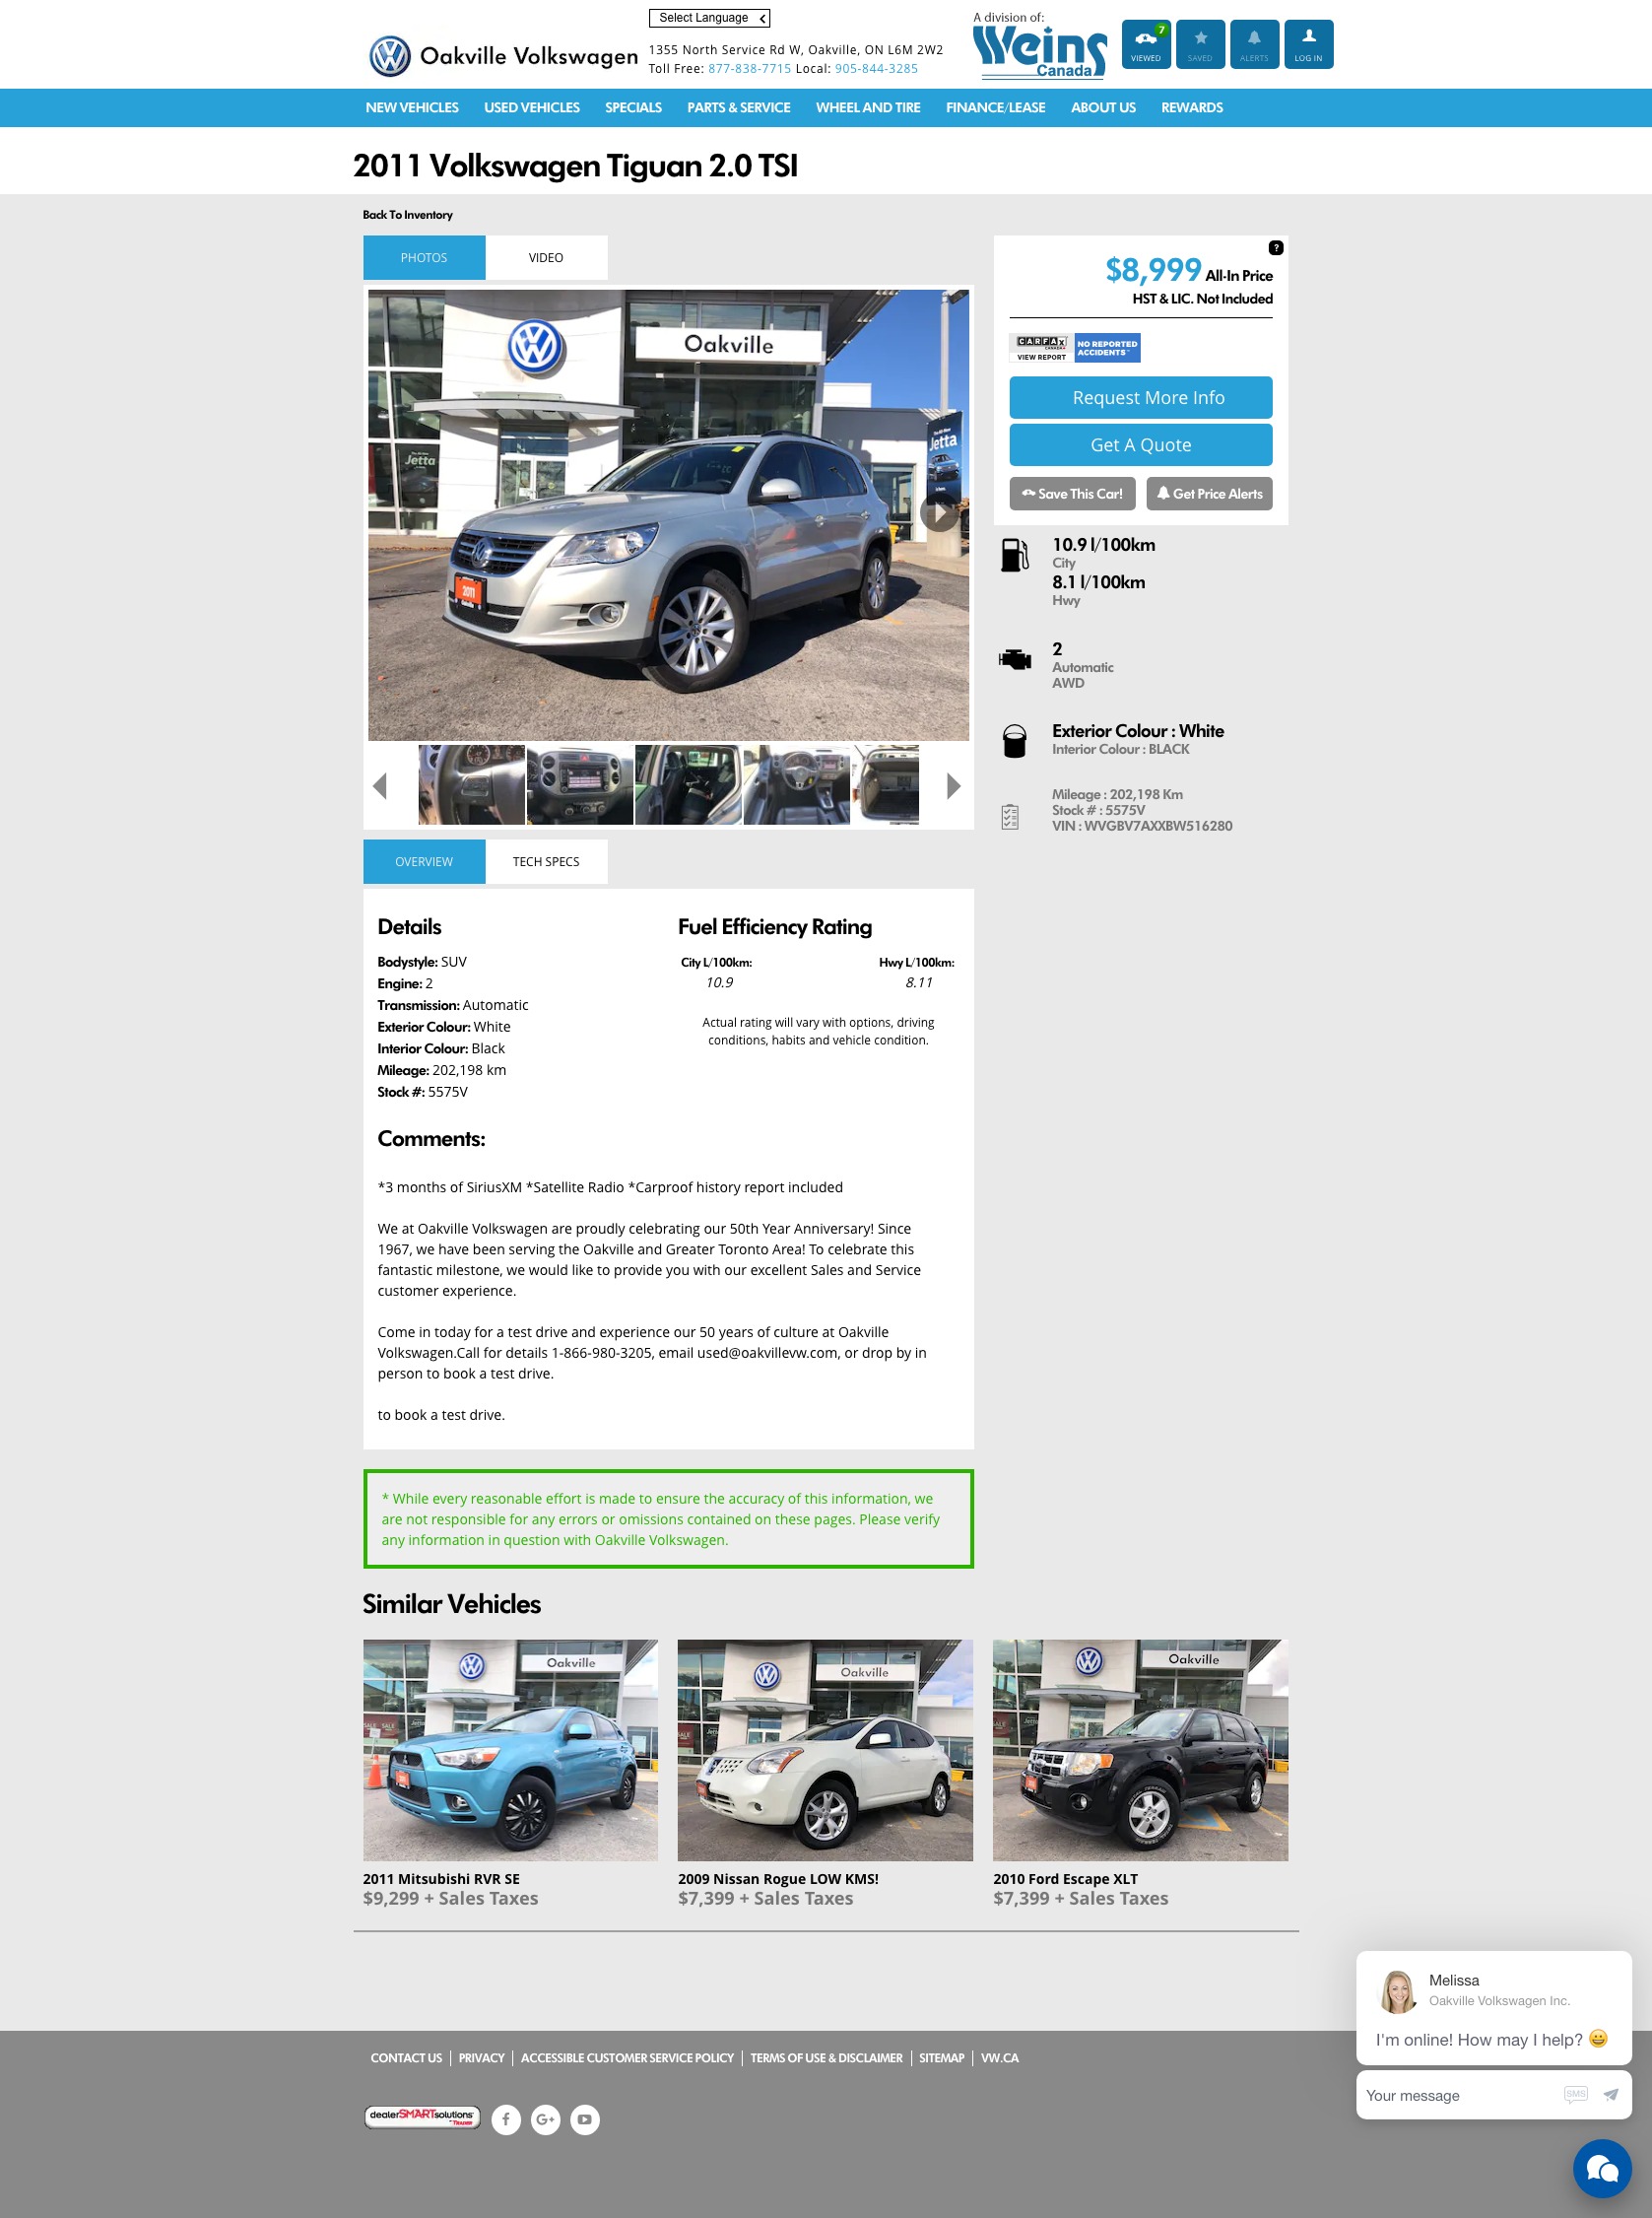 Select Language
Oakville Volkswagen
1355 North Service Rd W, Oakville, ON L6M 2W2
Toll Free: 877-838-7715 Local: 905-844-3285
A division of:
Weins
Canada
7
VIEWED
SAVED
ALERTS
LOG IN
NEW VEHICLES USED VEHICLES SPECIALS PARTS & SERVICE WHEEL AND TIRE FINANCE/LEASE ABOUT US REWARDS
2011 Volkswagen Tiguan 2.0 TSI
Back To Inventory
PHOTOS VIDEO
Oakville
Jetta
Jetta
2011
?
$8,999 All-In Price
HST & LIC. Not Included
CARFAX
CANADA
VIEW REPORT
NO REPORTED
ACCIDENTS
Request More Info
Get A Quote
Save This Car! Get Price Alerts
10.9 l/100km
City
8.1 l/100km
Hwy
2
Automatic
AWD
Exterior Colour : White
Interior Colour : BLACK
Mileage : 202,198 Km
Stock # : 5575V
VIN : WVGBV7AXXBW516280
OVERVIEW TECH SPECS
Details
Bodystyle: SUV
Engine: 2
Transmission: Automatic
Exterior Colour: White
Interior Colour: Black
Mileage: 202,198 km
Stock #: 5575V
Fuel Efficiency Rating
City L/100km: Hwy L/100km:
10.9 8.11
Actual rating will vary with options, driving
conditions, habits and vehicle condition.
Comments:
*3 months of SiriusXM *Satellite Radio *Carproof history report included
We at Oakville Volkswagen are proudly celebrating our 50th Year Anniversary! Since
1967, we have been serving the Oakville and Greater Toronto Area! To celebrate this
fantastic milestone, we would like to provide you with our excellent Sales and Service
customer experience.
Come in today for a test drive and experience our 50 years of culture at Oakville
Volkswagen.Call for details 1-866-980-3205, email used@oakvillevw.com, or drop by in
person to book a test drive.
to book a test drive.
* While every reasonable effort is made to ensure the accuracy of this information, we
are not responsible for any errors or omissions contained on these pages. Please verify
any information in question with Oakville Volkswagen.
Similar Vehicles
Oakville
Oakville
Oakville
2011 Mitsubishi RVR SE
$9,299 + Sales Taxes
2009 Nissan Rogue LOW KMS!
$7,399 + Sales Taxes
2010 Ford Escape XLT
$7,399 + Sales Taxes
Melissa
Oakville Volkswagen Inc.
I'm online! How may I help? 😀
Your message
SMS
CONTACT US PRIVACY ACCESSIBLE CUSTOMER SERVICE POLICY TERMS OF USE & DISCLAIMER SITEMAP VW.CA
dealerSMARTsolutions
by TRADER
f G+